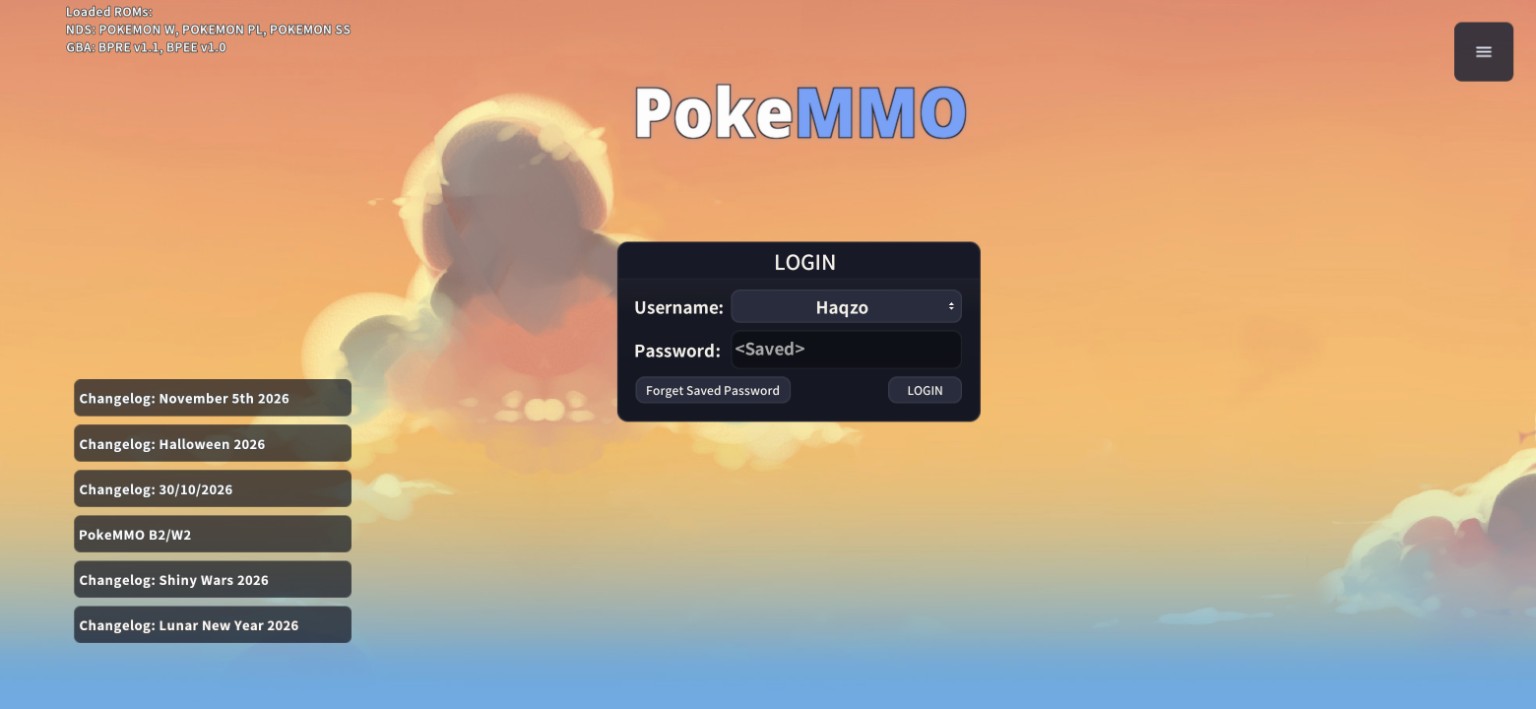 Loaded ROMs:
NDS: POKEMON W, POKEMON PL, POKEMON SS
GBA: BPRE v1.1, BPEE v1.0
PokeMMO
LOGIN
Username: Haqzo
Password: <Saved>
Forget Saved Password LOGIN
Changelog: November 5th 2026
Changelog: Halloween 2026
Changelog: 30/10/2026
PokeMMO B2/W2
Changelog: Shiny Wars 2026
Changelog: Lunar New Year 2026